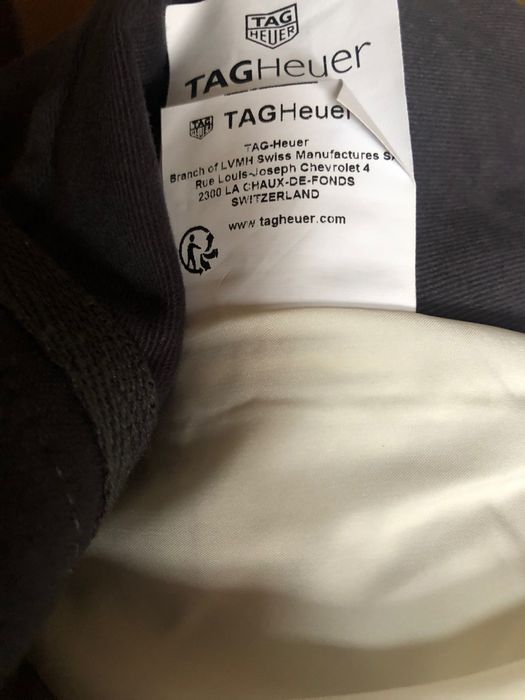 TAG
HEUER
TAGHeuer
TAG
HEUER
TAGHeuer
TAG-Heuer
Branch of LVMH Swiss Manufactures
Rue Louis-Joseph Chevrolet 4
2300 LA CHAUX-DE-FONDS
SWITZERLAND
www.tagheuer.com